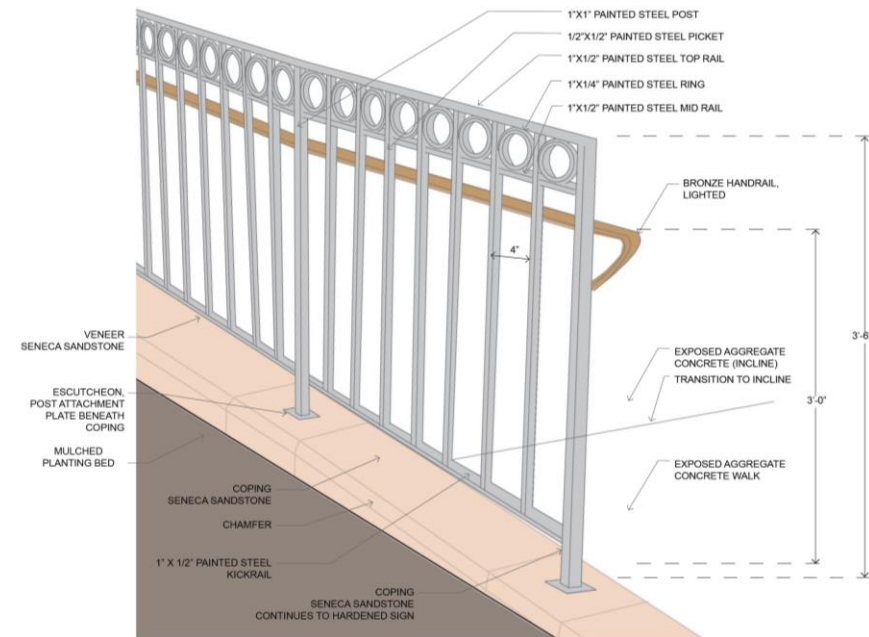 1"X1" PAINTED STEEL POST
1/2"X1/2" PAINTED STEEL PICKET
1"X1/2" PAINTED STEEL TOP RAIL
1"X1/4" PAINTED STEEL RING
1"X1/2" PAINTED STEEL MID RAIL
BRONZE HANDRAIL,
LIGHTED
4"
3'-6"
VENEER
SENECA SANDSTONE
EXPOSED AGGREGATE
CONCRETE (INCLINE)
TRANSITION TO INCLINE
3'-0"
ESCUTCHEON,
POST ATTACHMENT
PLATE BENEATH
COPING
MULCHED
PLANTING BED
EXPOSED AGGREGATE
CONCRETE WALK
COPING
SENECA SANDSTONE
CHAMFER
1" X 1/2" PAINTED STEEL
KICKRAIL
COPING
SENECA SANDSTONE
CONTINUES TO HARDENED SIGN